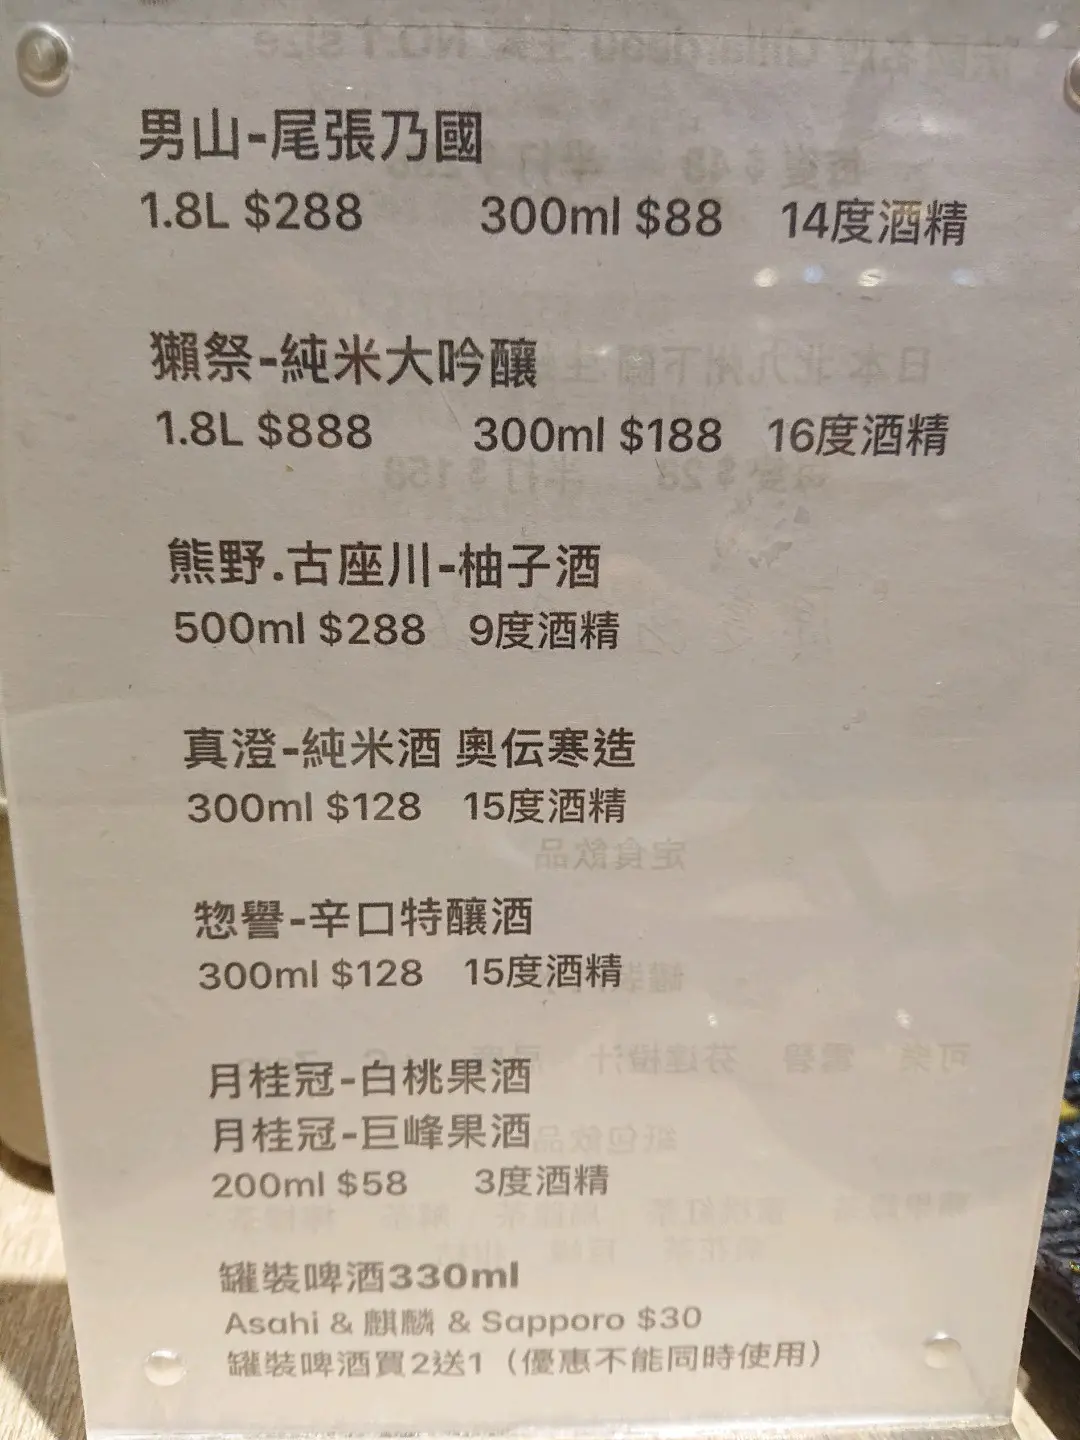 男山-尾張乃國
1.8L $288 300ml $88 14度酒精
獺祭-純米大吟釀
1.8L $888 300ml $188 16度酒精
熊野.古座川-柚子酒
500ml $288 9度酒精
真澄-純米酒 奧伝寒造
300ml $128 15度酒精
惣譽-辛口特釀酒
300ml $128 15度酒精
月桂冠-白桃果酒
月桂冠-巨峰果酒
200ml $58 3度酒精
罐裝啤酒330ml
Asahi & 麒麟 & Sapporo $30
罐裝啤酒買2送1（優惠不能同時使用）